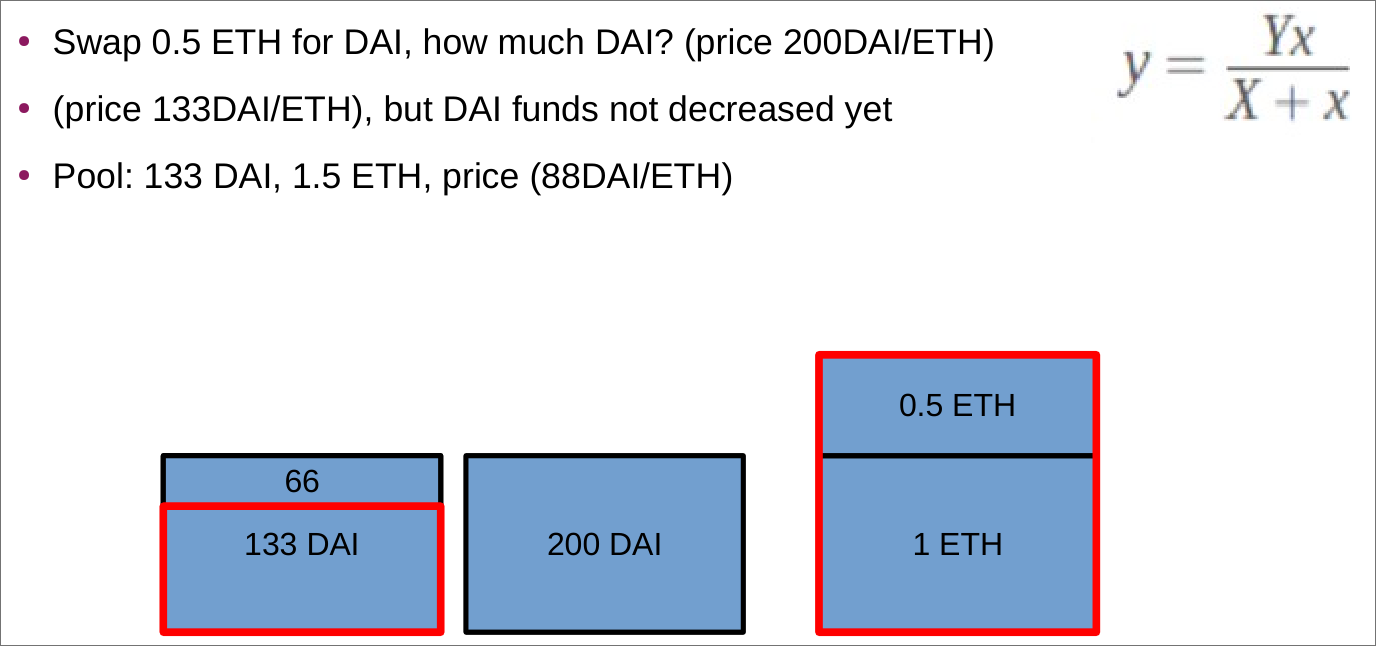 • Swap 0.5 ETH for DAI, how much DAI? (price 200DAI/ETH)
y = Yx / (X + x)
• (price 133DAI/ETH), but DAI funds not decreased yet
• Pool: 133 DAI, 1.5 ETH, price (88DAI/ETH)
0.5 ETH
66
133 DAI
200 DAI
1 ETH